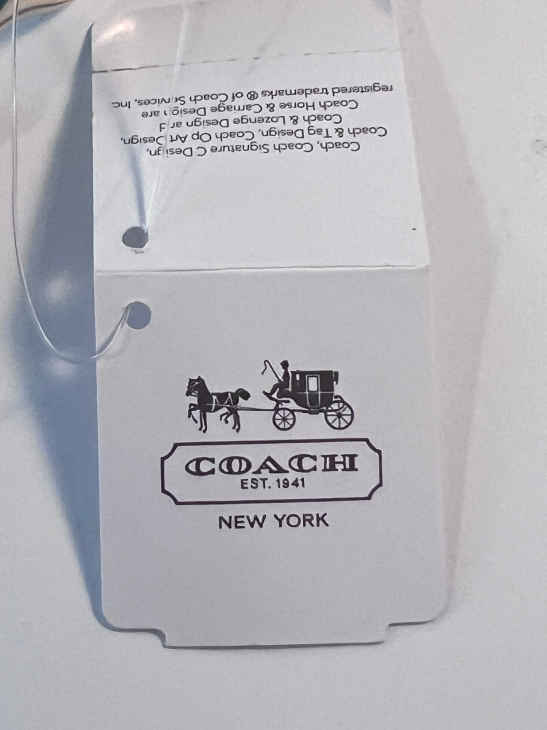 Coach, Coach Signature C Design,
Coach & Tag Design, Coach Op Art Design,
Coach & Lozenge Design and
Coach Horse & Carriage Design are
registered trademarks ® of Coach Services, Inc.
COACH
EST. 1941
NEW YORK